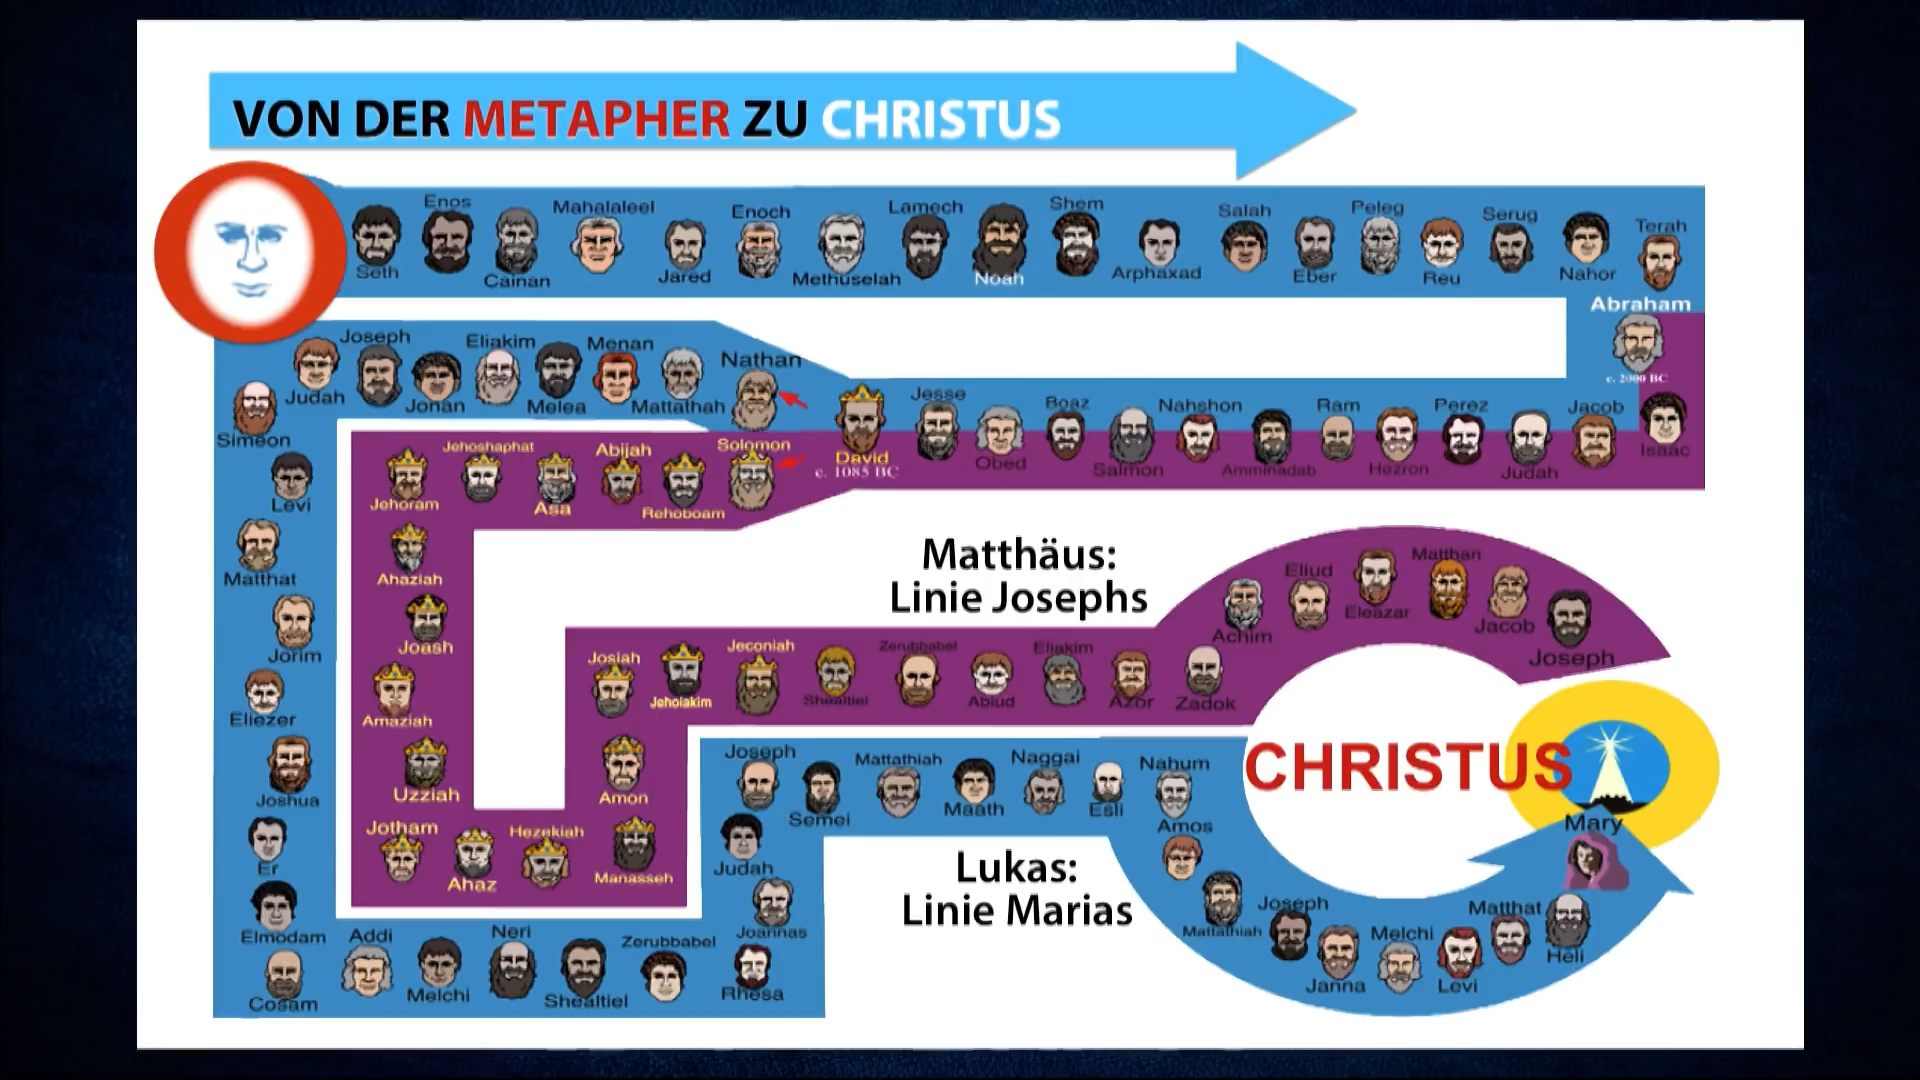 VON DER METAPHER ZU CHRISTUS
Seth
Enos
Cainan
Mahalaleel
Jared
Enoch
Methuselah
Lamech
Noah
Shem
Arphaxad
Salah
Eber
Peleg
Reu
Serug
Nahor
Terah
Abraham
c. 2000 BC
Isaac
Jacob
Judah
Perez
Hezron
Ram
Amminadab
Nahshon
Salmon
Boaz
Obed
Jesse
David
c. 1085 BC
Nathan
Mattathah
Menan
Melea
Eliakim
Jonan
Joseph
Judah
Simeon
Levi
Matthat
Jorim
Eliezer
Joshua
Er
Elmodam
Cosam
Addi
Melchi
Neri
Shealtiel
Zerubbabel
Rhesa
Joannas
Judah
Joseph
Semei
Mattathiah
Maath
Naggai
Esli
Nahum
Amos
Mattathiah
Joseph
Janna
Melchi
Levi
Matthat
Heli
Mary
Solomon
Rehoboam
Abijah
Asa
Jehoshaphat
Jehoram
Ahaziah
Joash
Amaziah
Uzziah
Jotham
Ahaz
Hezekiah
Manasseh
Amon
Josiah
Jehoiakim
Jeconiah
Shealtiel
Zerubbabel
Abiud
Eliakim
Azor
Zadok
Achim
Eliud
Eleazar
Matthan
Jacob
Joseph
Matthäus:
Linie Josephs
CHRISTUS
Lukas:
Linie Marias